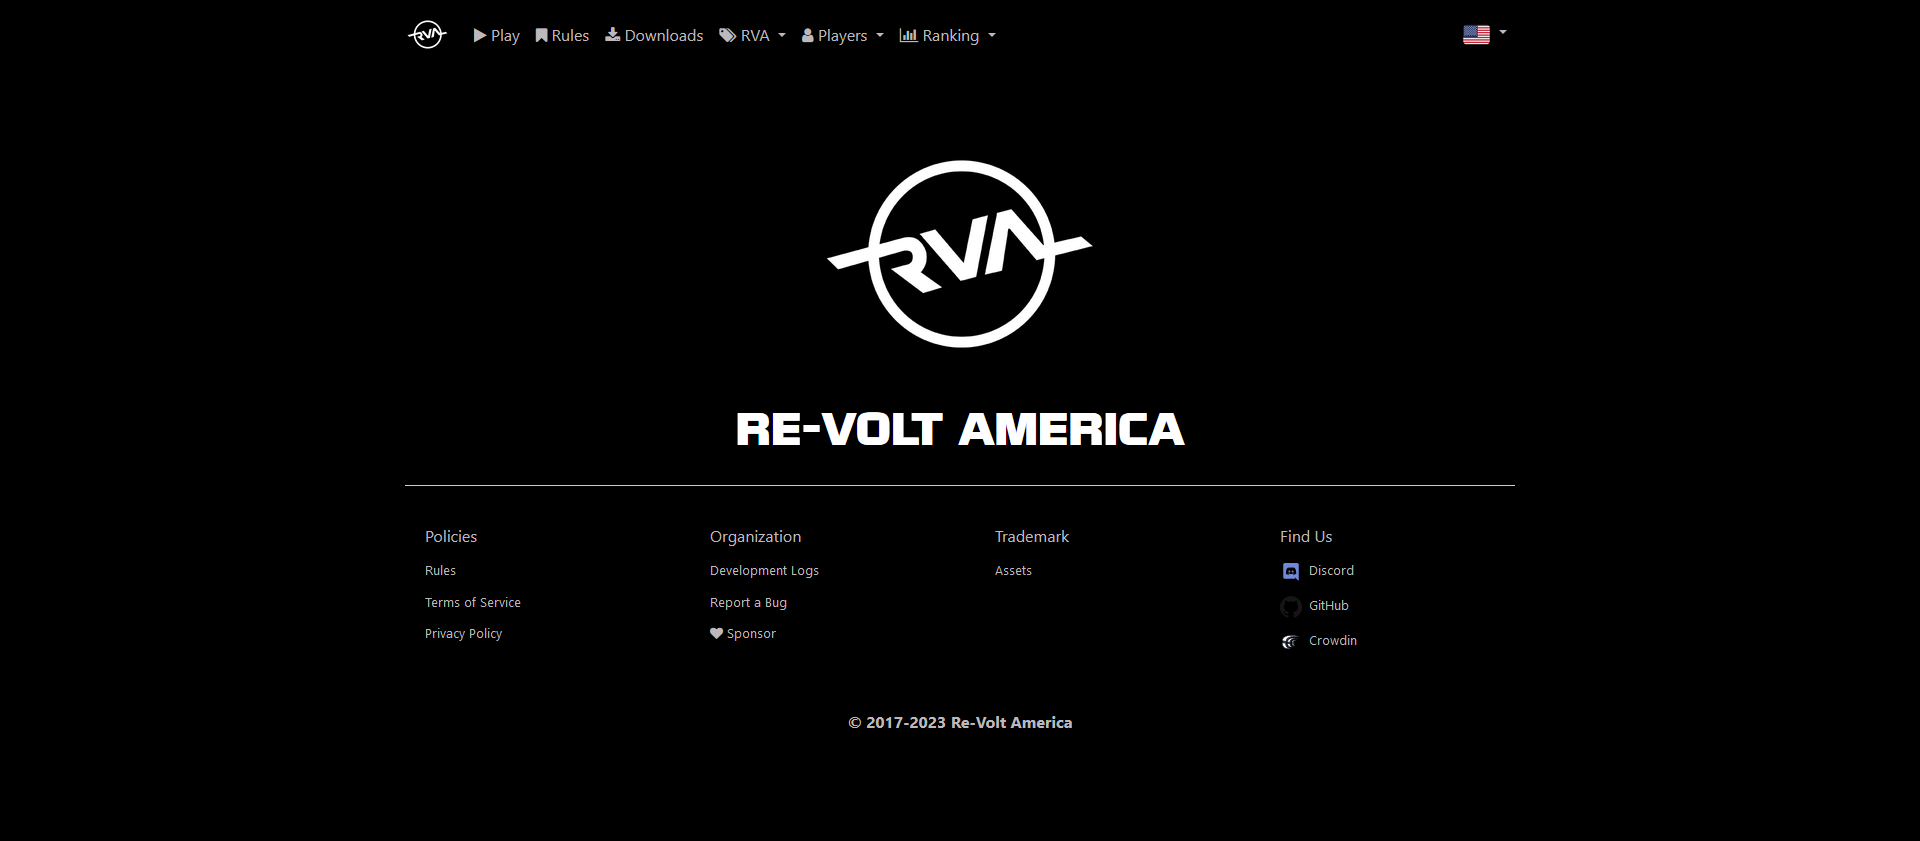 RVA Play Rules Downloads RVA Players Ranking
RVA
RE-VOLT AMERICA
Policies
Rules
Terms of Service
Privacy Policy
Organization
Development Logs
Report a Bug
Sponsor
Trademark
Assets
Find Us
Discord
GitHub
Crowdin
© 2017-2023 Re-Volt America